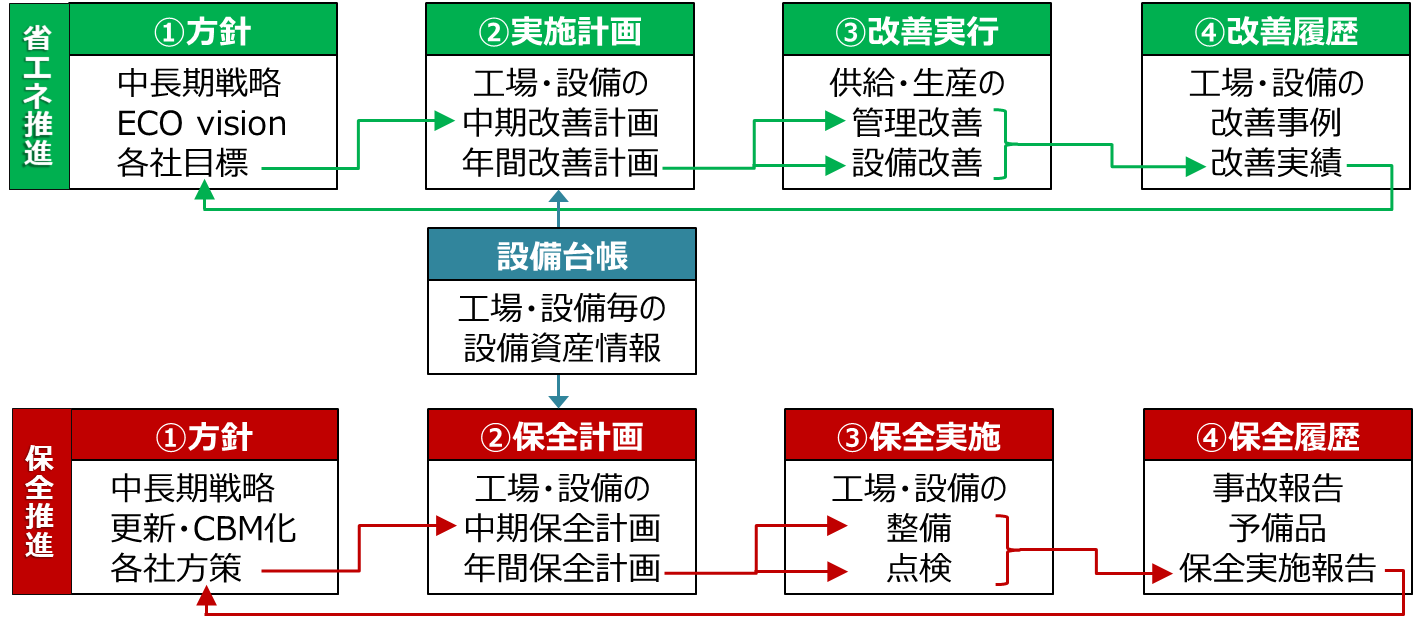 省エネ推進
①方針
中長期戦略
ECO vision
各社目標
②実施計画
工場・設備の
中期改善計画
年間改善計画
③改善実行
供給・生産の
管理改善
設備改善
④改善履歴
工場・設備の
改善事例
改善実績
設備台帳
工場・設備毎の
設備資産情報
保全推進
①方針
中長期戦略
更新・CBM化
各社方策
②保全計画
工場・設備の
中期保全計画
年間保全計画
③保全実施
工場・設備の
整備
点検
④保全履歴
事故報告
予備品
保全実施報告